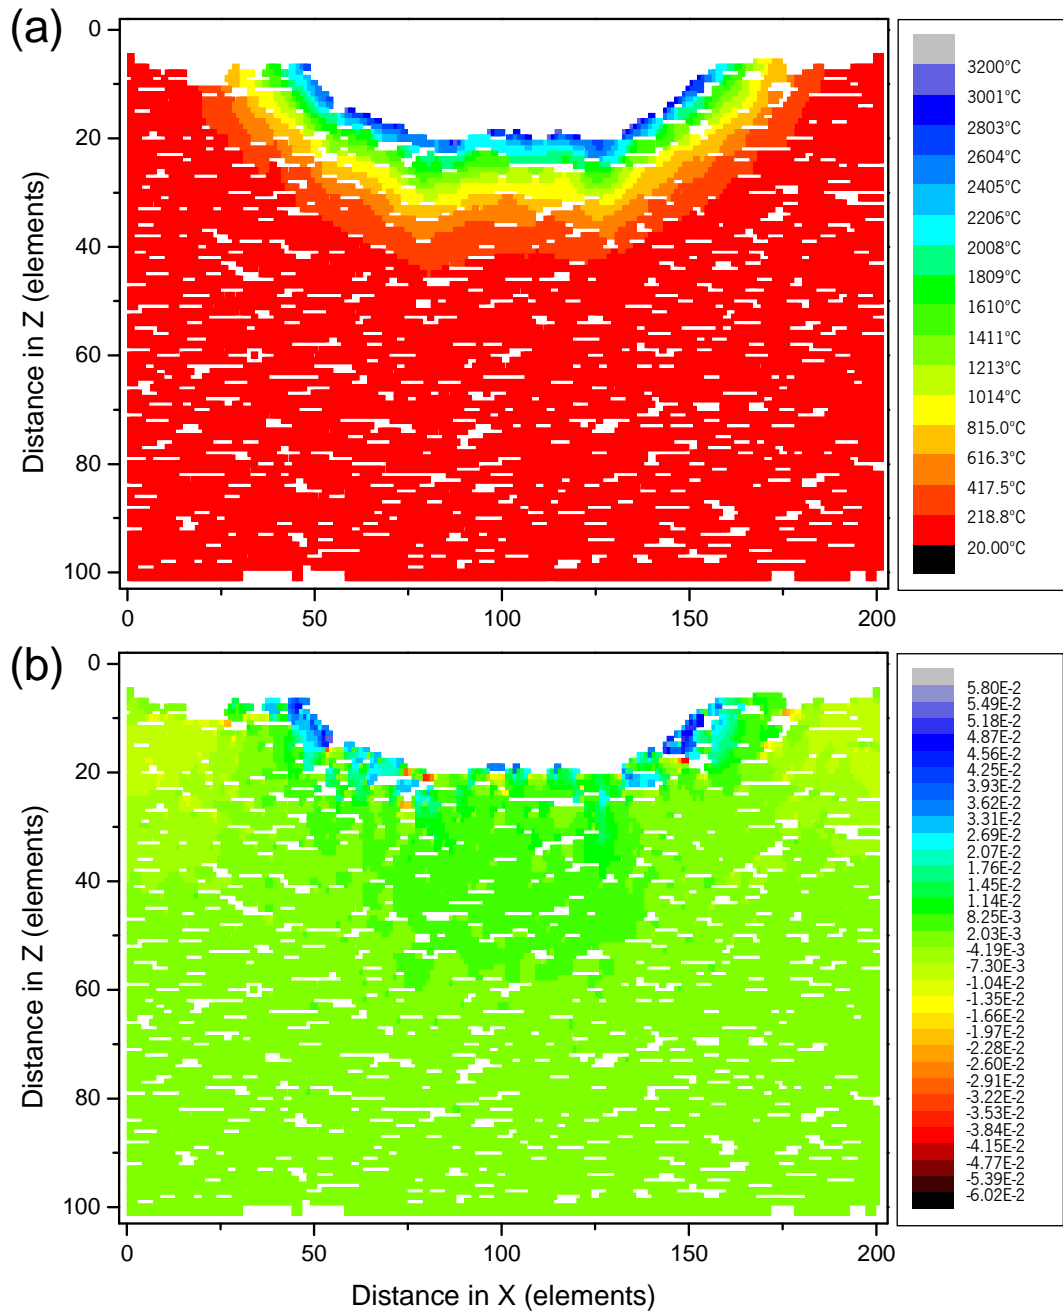 (a)
0
20
40
60
80
100
Distance in Z (elements)
0
50
100
150
200
3200°C
3001°C
2803°C
2604°C
2405°C
2206°C
2008°C
1809°C
1610°C
1411°C
1213°C
1014°C
815.0°C
616.3°C
417.5°C
218.8°C
20.00°C
(b)
0
20
40
60
80
100
Distance in Z (elements)
0
50
100
150
200
Distance in X (elements)
5.80E-2
5.49E-2
5.18E-2
4.87E-2
4.56E-2
4.25E-2
3.93E-2
3.62E-2
3.31E-2
2.69E-2
2.07E-2
1.76E-2
1.45E-2
1.14E-2
8.25E-3
2.03E-3
-4.19E-3
-7.30E-3
-1.04E-2
-1.35E-2
-1.66E-2
-1.97E-2
-2.28E-2
-2.60E-2
-2.91E-2
-3.22E-2
-3.53E-2
-3.84E-2
-4.15E-2
-4.77E-2
-5.39E-2
-6.02E-2